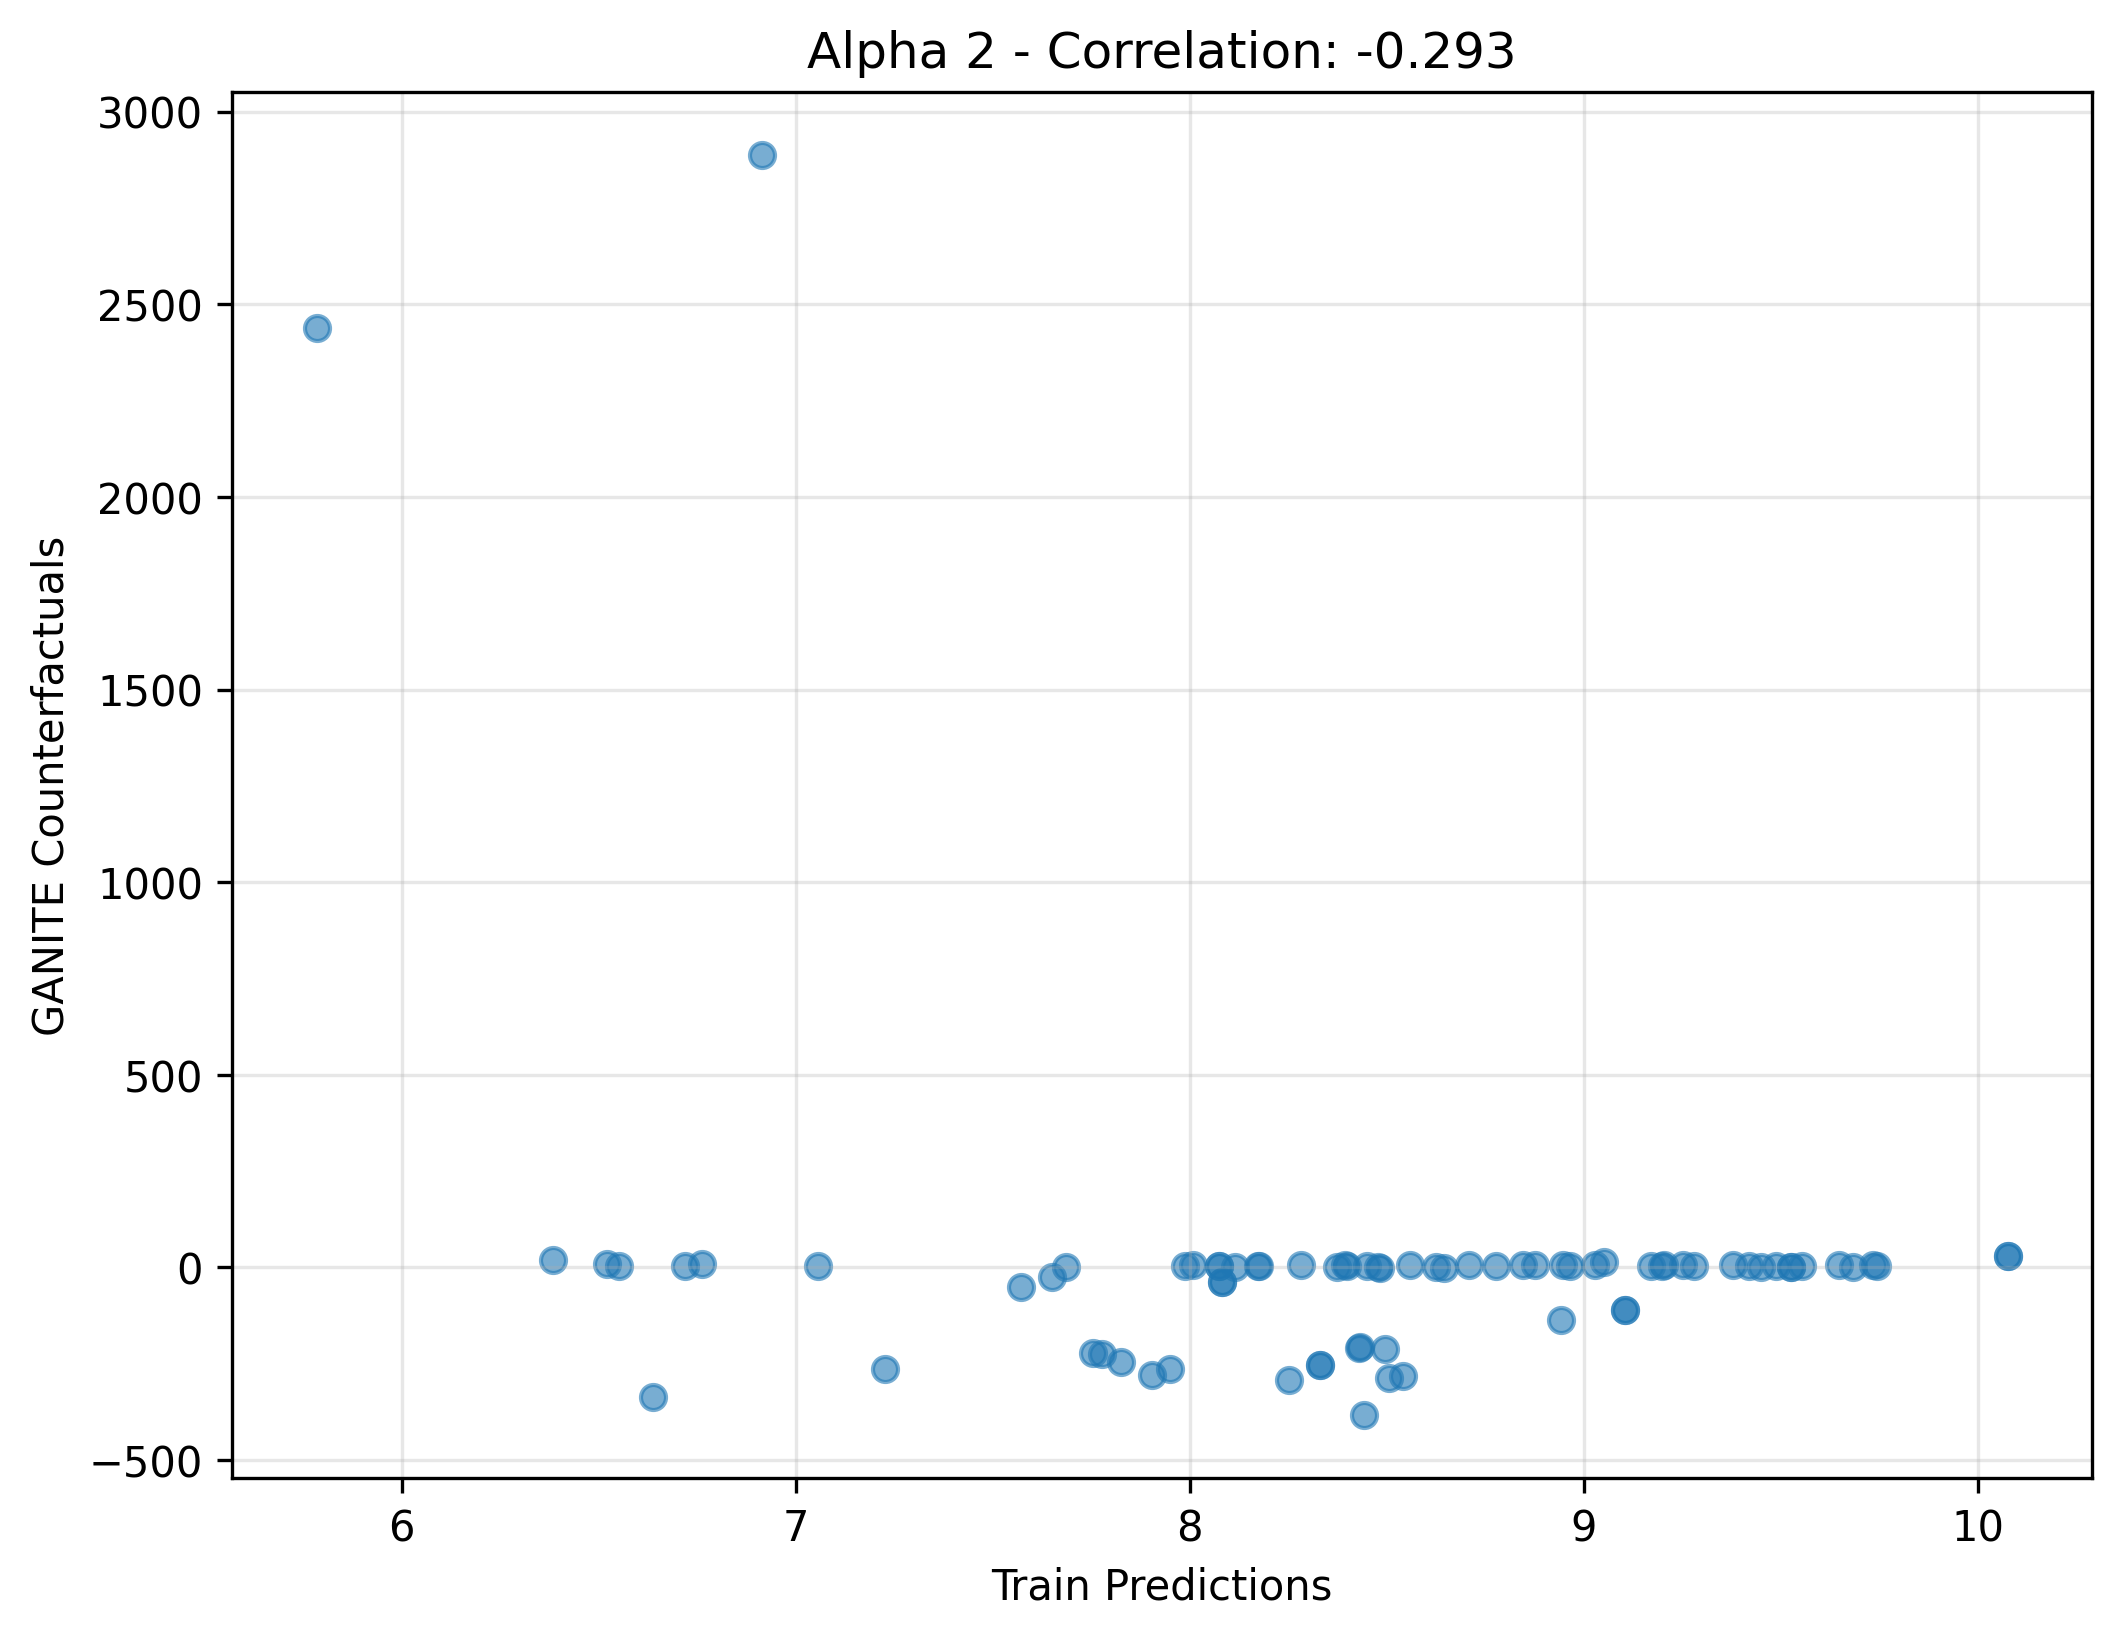 Alpha 2 - Correlation: -0.293
3000
2500
2000
1500
1000
500
0
−500
GANITE Counterfactuals
6 7 8 9 10
Train Predictions